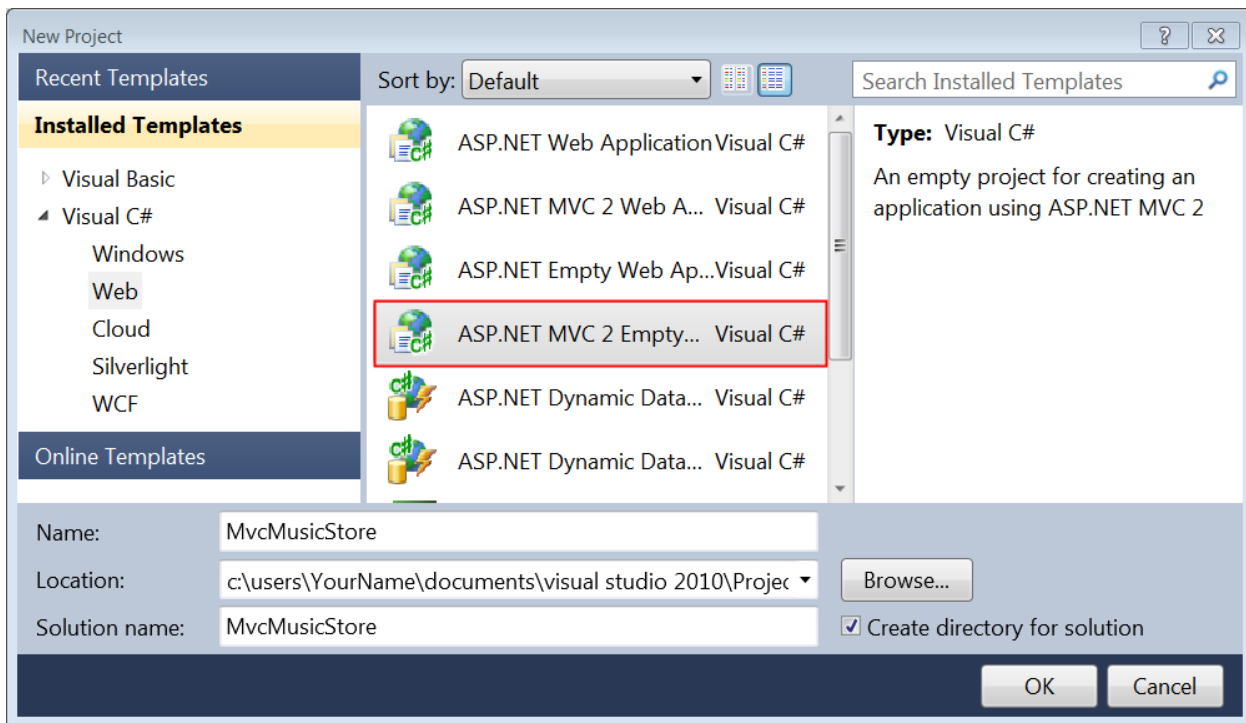 New Project
Recent Templates
Installed Templates
Visual Basic
Visual C#
Windows
Web
Cloud
Silverlight
WCF
Online Templates
Sort by: Default
ASP.NET Web Application Visual C#
ASP.NET MVC 2 Web A... Visual C#
ASP.NET Empty Web Ap... Visual C#
ASP.NET MVC 2 Empty... Visual C#
ASP.NET Dynamic Data... Visual C#
ASP.NET Dynamic Data... Visual C#
Search Installed Templates
Type: Visual C#
An empty project for creating an
application using ASP.NET MVC 2
Name: MvcMusicStore
Location: c:\users\YourName\documents\visual studio 2010\Projec
Browse...
Solution name: MvcMusicStore
Create directory for solution
OK Cancel